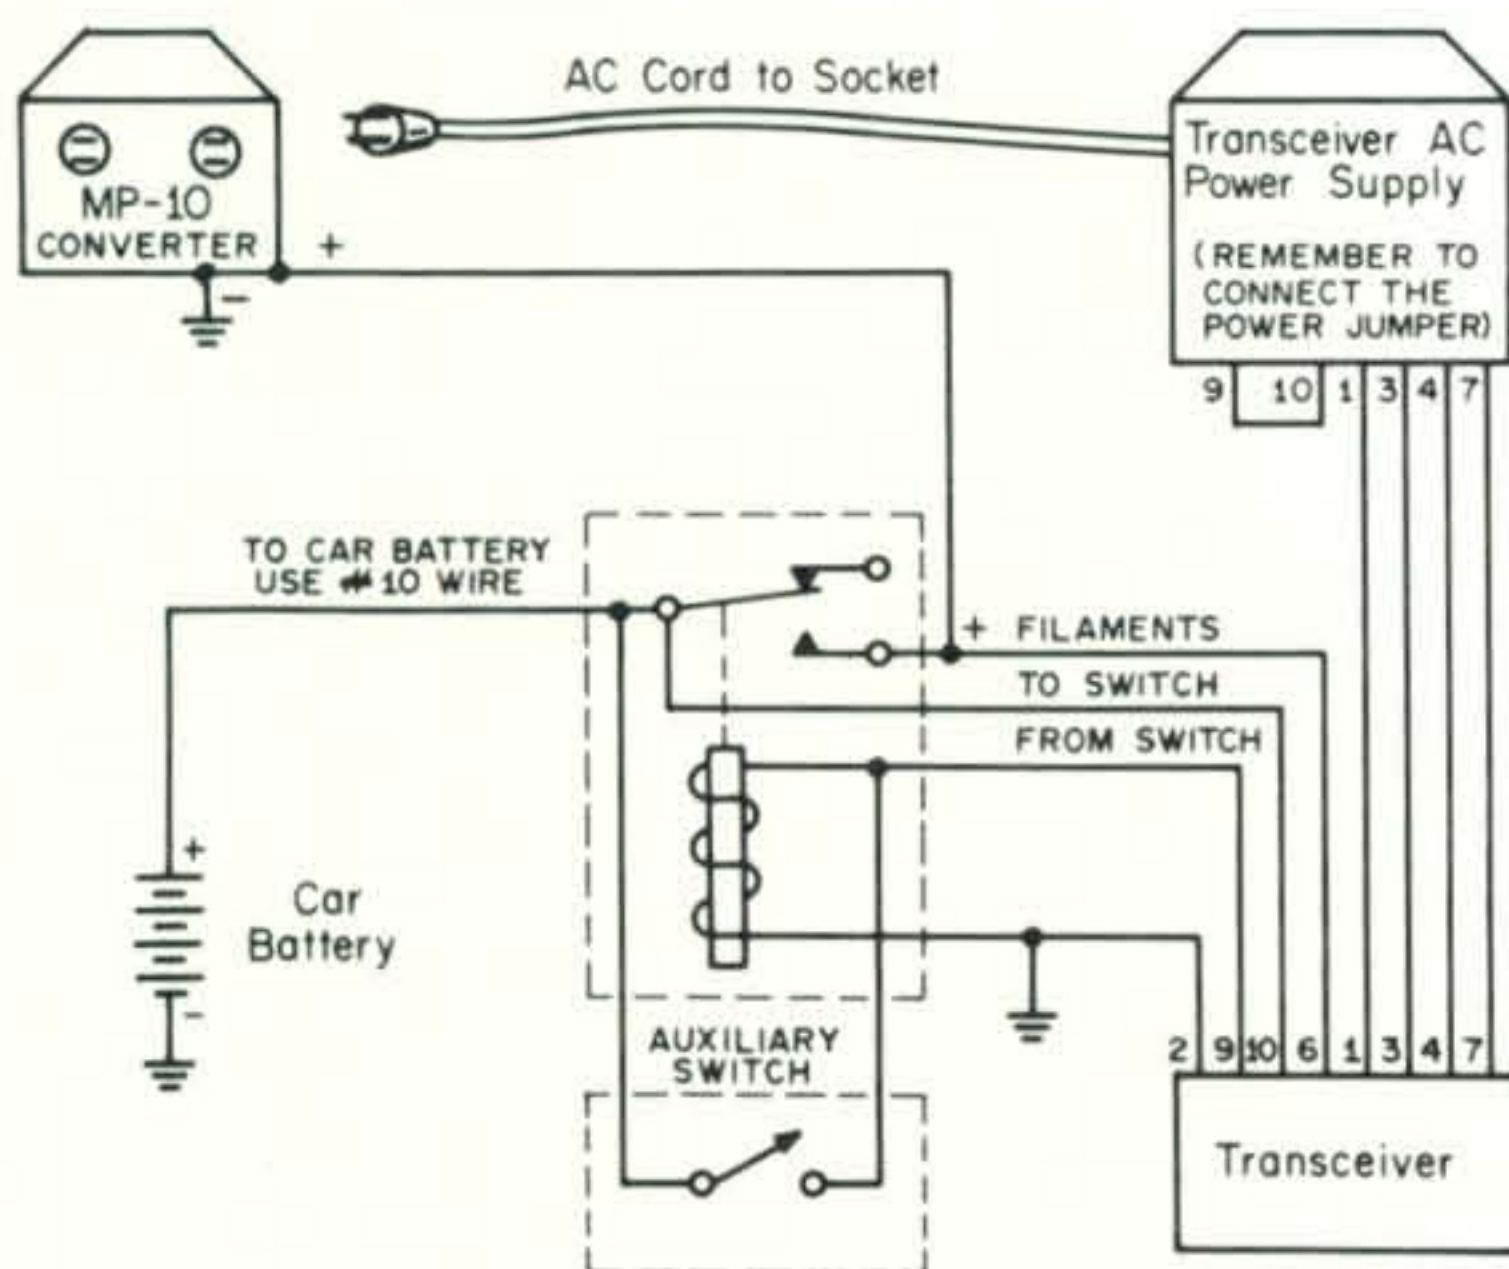 AC Cord to Socket
MP-10
CONVERTER
+
-
Transceiver AC
Power Supply
(REMEMBER TO
CONNECT THE
POWER JUMPER)
9 10 1 3 4 7
TO CAR BATTERY
USE #10 WIRE
+ FILAMENTS
TO SWITCH
FROM SWITCH
+
Car
Battery
-
AUXILIARY
SWITCH
2 9 10 6 1 3 4 7
Transceiver